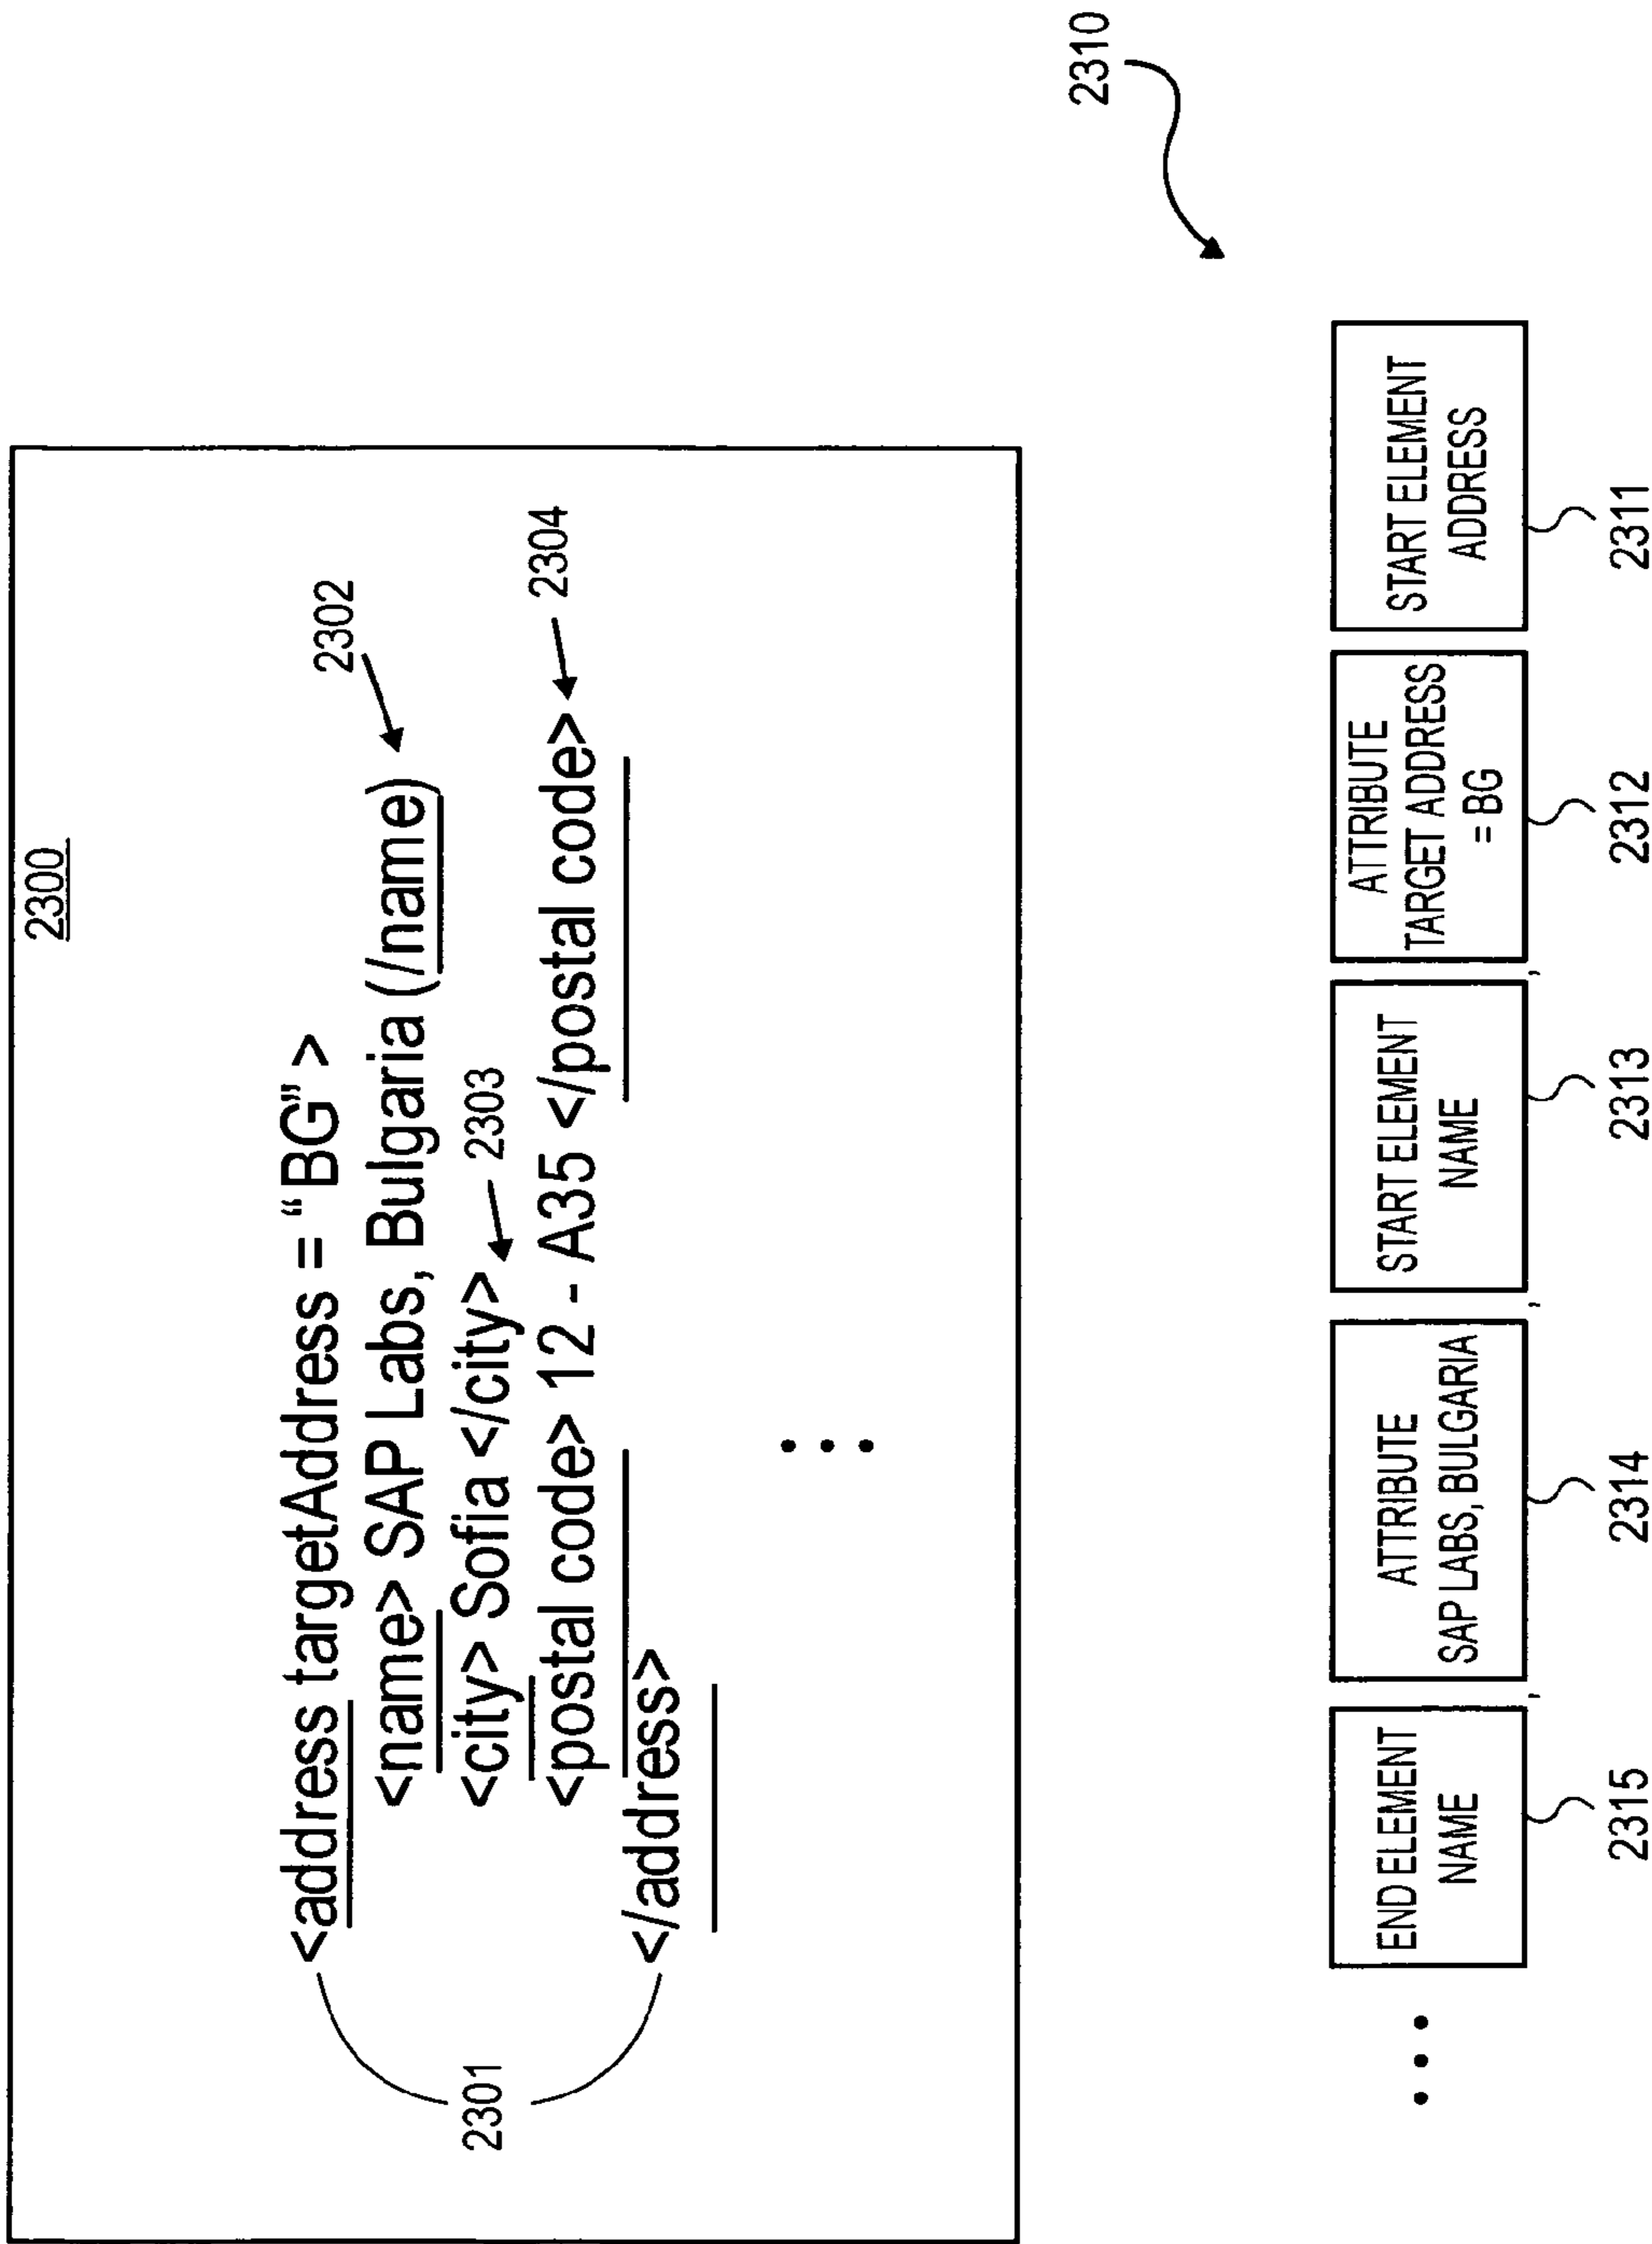 2300
<address targetAddress = “BG” >
<name> SAP Labs, Bulgaria (/name) 2302
<city> Sofia </city> 2303
<postal code> 12 - A35 </postal code> 2304
</address>
2301
2310
END ELEMENT
NAME
2315
ATTRIBUTE
SAP LABS, BULGARIA
2314
START ELEMENT
NAME
2313
ATTRIBUTE
TARGET ADDRESS
= BG
2312
START ELEMENT
ADDRESS
2311